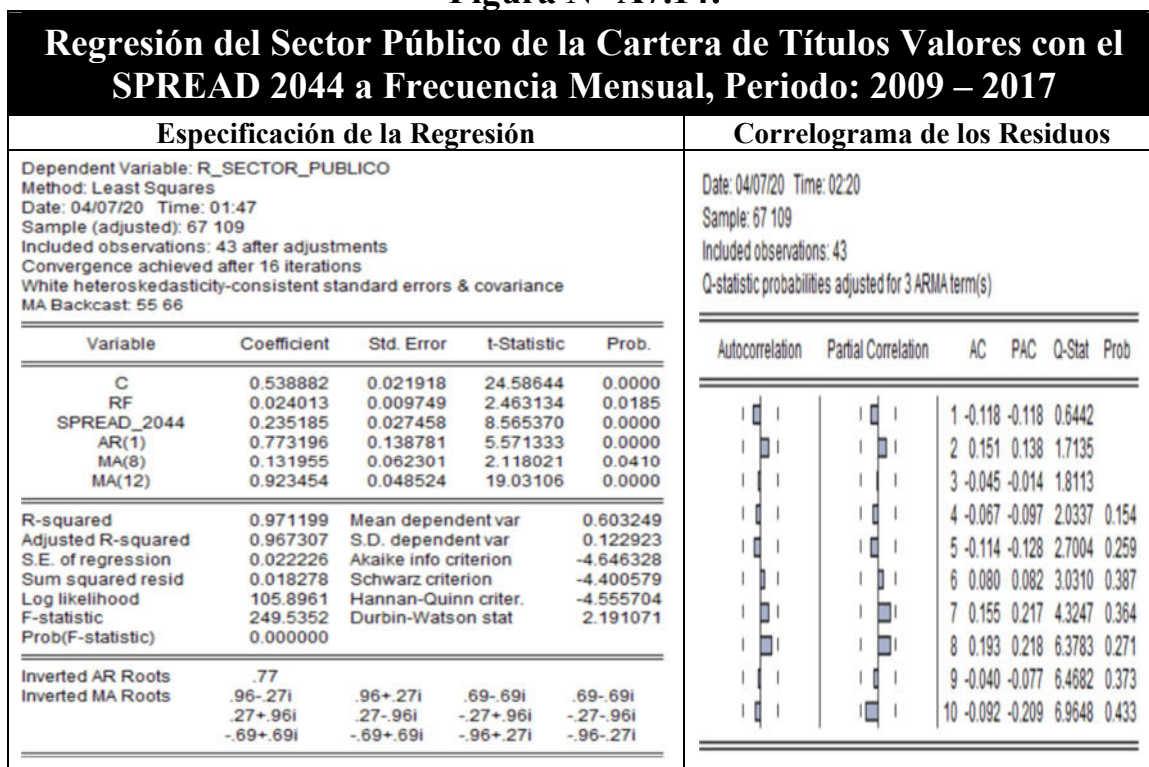 Figura N° A7.14:
Regresión del Sector Público de la Cartera de Títulos Valores con el
SPREAD 2044 a Frecuencia Mensual, Periodo: 2009 – 2017
Especificación de la Regresión
Dependent Variable: R_SECTOR_PUBLICO
Method: Least Squares
Date: 04/07/20 Time: 01:47
Sample (adjusted): 67 109
Included observations: 43 after adjustments
Convergence achieved after 16 iterations
White heteroskedasticity-consistent standard errors & covariance
MA Backcast: 55 66
Variable Coefficient Std. Error t-Statistic Prob.
C 0.538882 0.021918 24.58644 0.0000
RF 0.024013 0.009749 2.463134 0.0185
SPREAD_2044 0.235185 0.027458 8.565370 0.0000
AR(1) 0.773196 0.138781 5.571333 0.0000
MA(8) 0.131955 0.062301 2.118021 0.0410
MA(12) 0.923454 0.048524 19.03106 0.0000
R-squared 0.971199 Mean dependent var 0.603249
Adjusted R-squared 0.967307 S.D. dependent var 0.122923
S.E. of regression 0.022226 Akaike info criterion -4.646328
Sum squared resid 0.018278 Schwarz criterion -4.400579
Log likelihood 105.8961 Hannan-Quinn criter. -4.555704
F-statistic 249.5352 Durbin-Watson stat 2.191071
Prob(F-statistic) 0.000000
Inverted AR Roots .77
Inverted MA Roots .96-.27i .96+.27i .69-.69i .69-.69i
.27+.96i .27-.96i -.27+.96i -.27-.96i
-.69+.69i -.69+.69i -.96+.27i -.96-.27i
Correlograma de los Residuos
Date: 04/07/20 Time: 02:20
Sample: 67 109
Included observations: 43
Q-statistic probabilities adjusted for 3 ARMA term(s)
Autocorrelation Partial Correlation AC PAC Q-Stat Prob
1 -0.118 -0.118 0.6442
2 0.151 0.138 1.7135
3 -0.045 -0.014 1.8113
4 -0.067 -0.097 2.0337 0.154
5 -0.114 -0.128 2.7004 0.259
6 0.080 0.082 3.0310 0.387
7 0.155 0.217 4.3247 0.364
8 0.193 0.218 6.3783 0.271
9 -0.040 -0.077 6.4682 0.373
10 -0.092 -0.209 6.9648 0.433